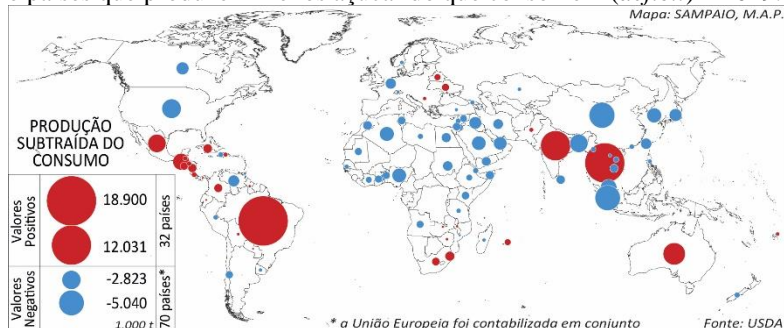 Mapa: SAMPAIO, M.A.P.
PRODUÇÃO
SUBTRAÍDA DO
CONSUMO
Valores
Positivos
18.900
12.031
32 países
Valores
Negativos
-2.823
-5.040
70 países*
1.000 t
* a União Europeia foi contabilizada em conjunto
Fonte: USDA